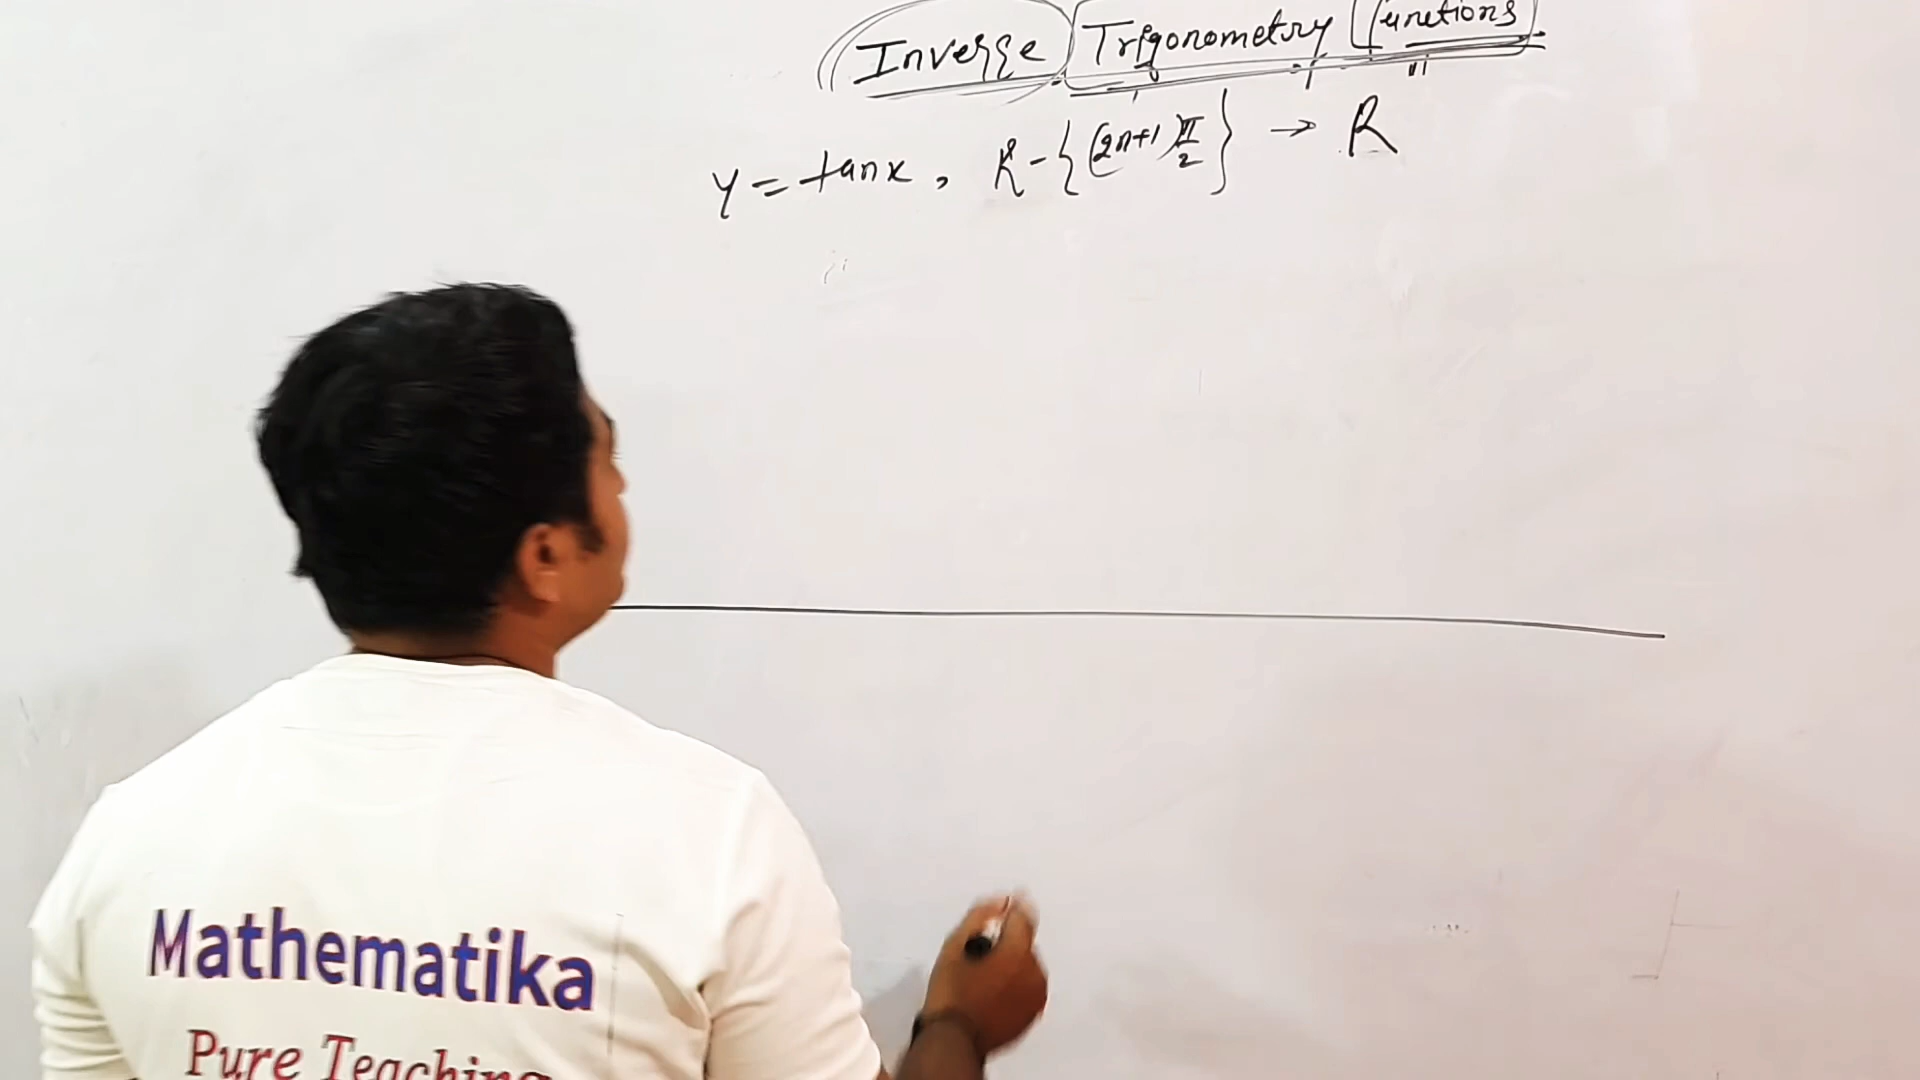 Inverse Trigonometry functions
y = tanx, R - {(2n+1)π/2} → R
Mathematika
Pure Teaching